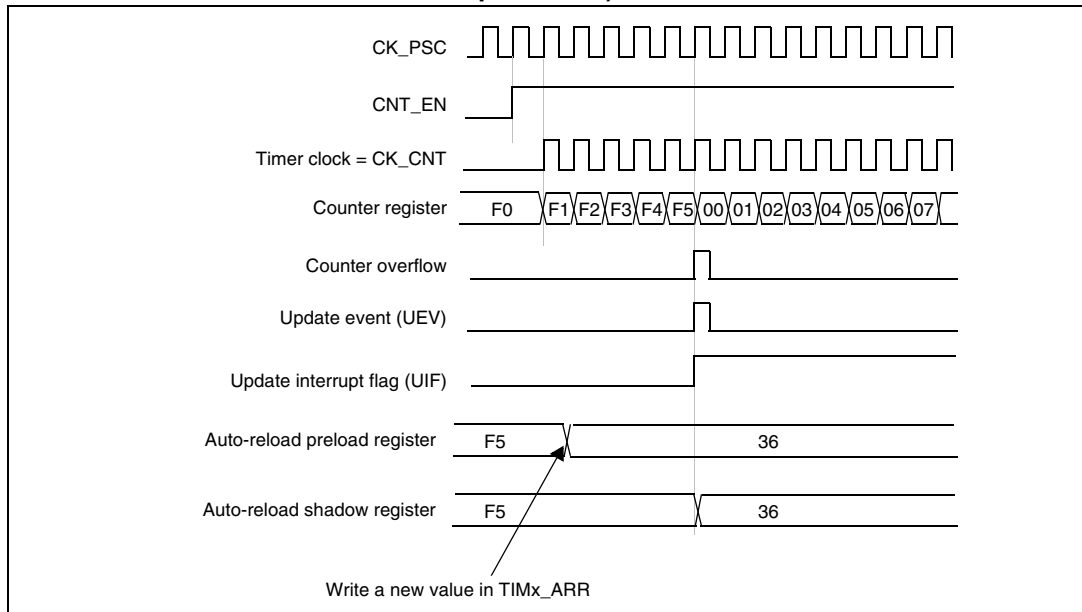 CK_PSC
CNT_EN
Timer clock = CK_CNT
Counter register F0 F1 F2 F3 F4 F5 00 01 02 03 04 05 06 07
Counter overflow
Update event (UEV)
Update interrupt flag (UIF)
Auto-reload preload register F5 36
Auto-reload shadow register F5 36
Write a new value in TIMx_ARR